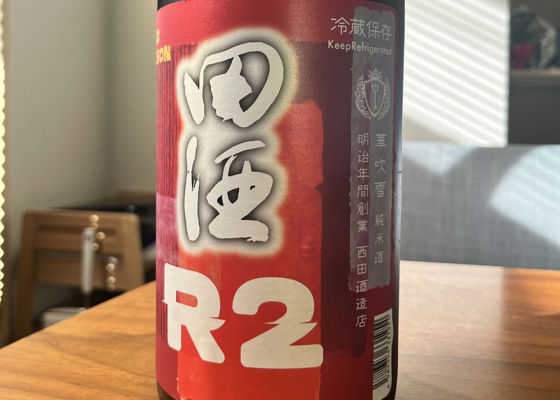 冷蔵保存
KeepRefrigerated
田酒
R2
華吹雪 純米酒
明治年間創業 西田酒造店